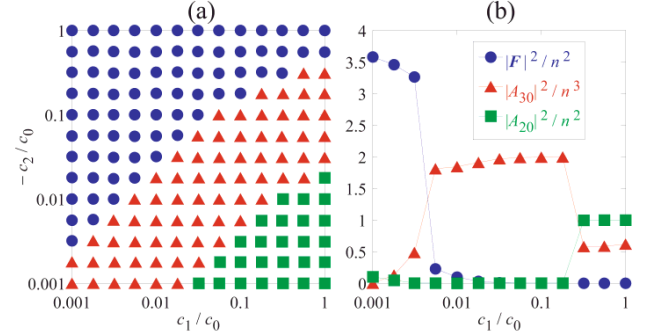 (a)
1
0.1
0.01
0.001
− c₂ / c₀
0.001 0.01 0.1 1
c₁ / c₀
(b)
4
3.5
3
2.5
2
1.5
1
0.5
0
|F|² / n²
|A₃₀|² / n³
|A₂₀|² / n²
0.001 0.01 0.1 1
c₁ / c₀